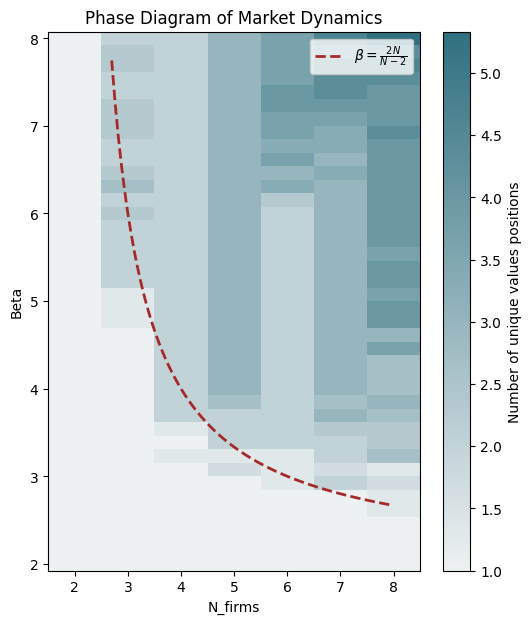 Phase Diagram of Market Dynamics
β = 2N/N−2
8
7
6
5
4
3
2
Beta
2 3 4 5 6 7 8
N_firms
5.0
4.5
4.0
3.5
3.0
2.5
2.0
1.5
1.0
Number of unique values positions